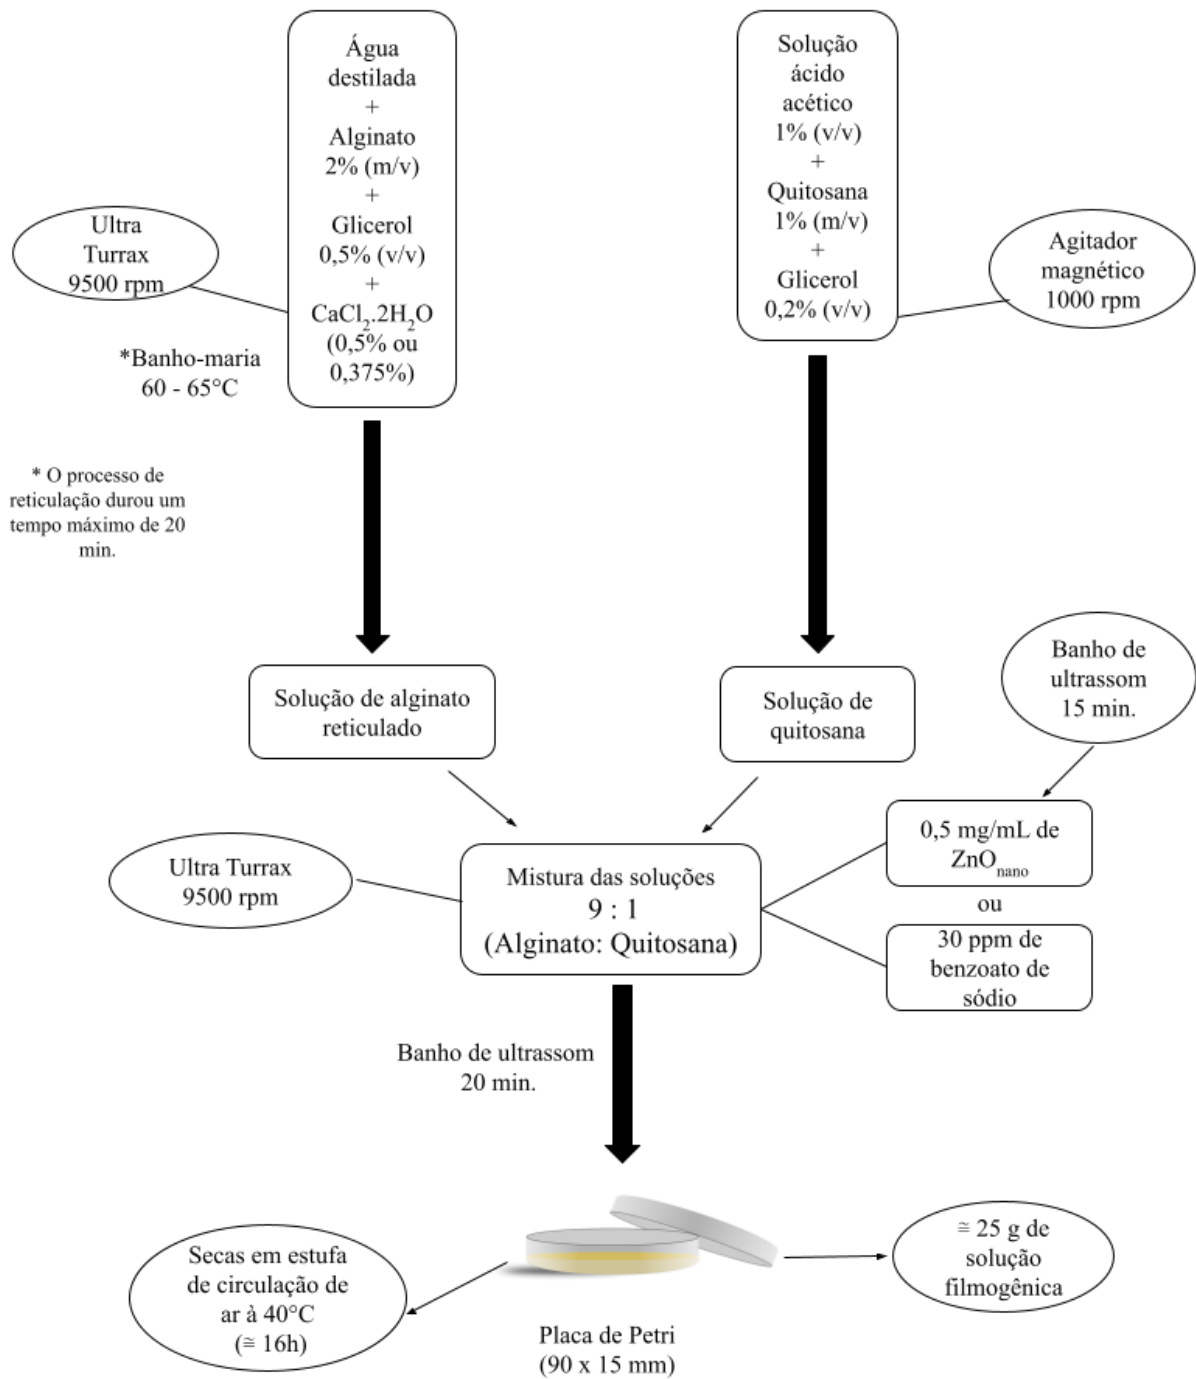 Água
destilada
+
Alginato
2% (m/v)
+
Glicerol
0,5% (v/v)
+
CaCl2.2H2O
(0,5% ou
0,375%)
Solução
ácido
acético
1% (v/v)
+
Quitosana
1% (m/v)
+
Glicerol
0,2% (v/v)
Ultra
Turrax
9500 rpm
Agitador
magnético
1000 rpm
*Banho-maria
60 - 65°C
* O processo de
reticulação durou um
tempo máximo de 20
min.
Solução de alginato
reticulado
Solução de
quitosana
Banho de
ultrassom
15 min.
Ultra Turrax
9500 rpm
Mistura das soluções
9 : 1
(Alginato: Quitosana)
0,5 mg/mL de
ZnOnano
ou
30 ppm de
benzoato de
sódio
Banho de ultrassom
20 min.
Secas em estufa
de circulação de
ar à 40°C
(≅ 16h)
≅ 25 g de
solução
filmogênica
Placa de Petri
(90 x 15 mm)